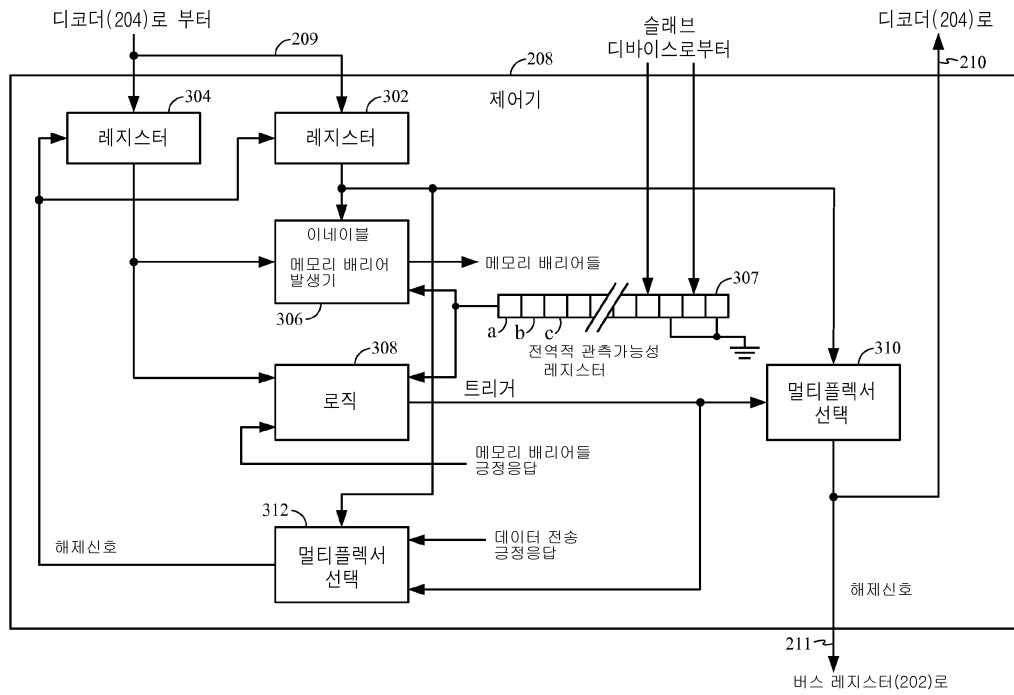 디코더(204)로 부터
209
슬래브
디바이스로부터
디코더(204)로
210
208
제어기
304
레지스터
302
레지스터
이네이블
메모리 배리어
발생기
306
메모리 배리어들
307
a
b
c
전역적 관측가능성
레지스터
308
로직
트리거
310
멀티플렉서
선택
메모리 배리어들
긍정응답
312
멀티플렉서
선택
데이터 전송
긍정응답
해제신호
해제신호
211
버스 레지스터(202)로